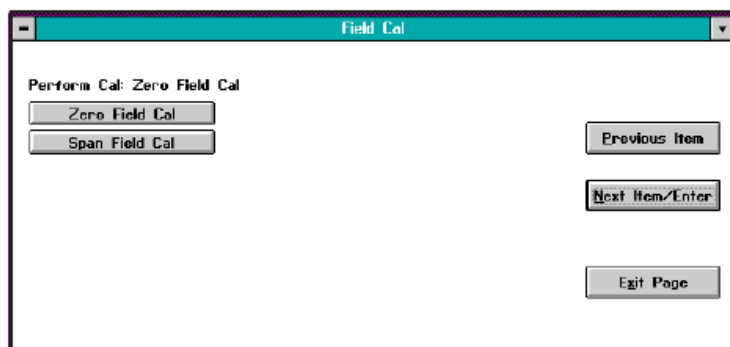 Field Cal
Perform Cal: Zero Field Cal
Zero Field Cal
Span Field Cal
Previous Item
Next Item/Enter
Exit Page